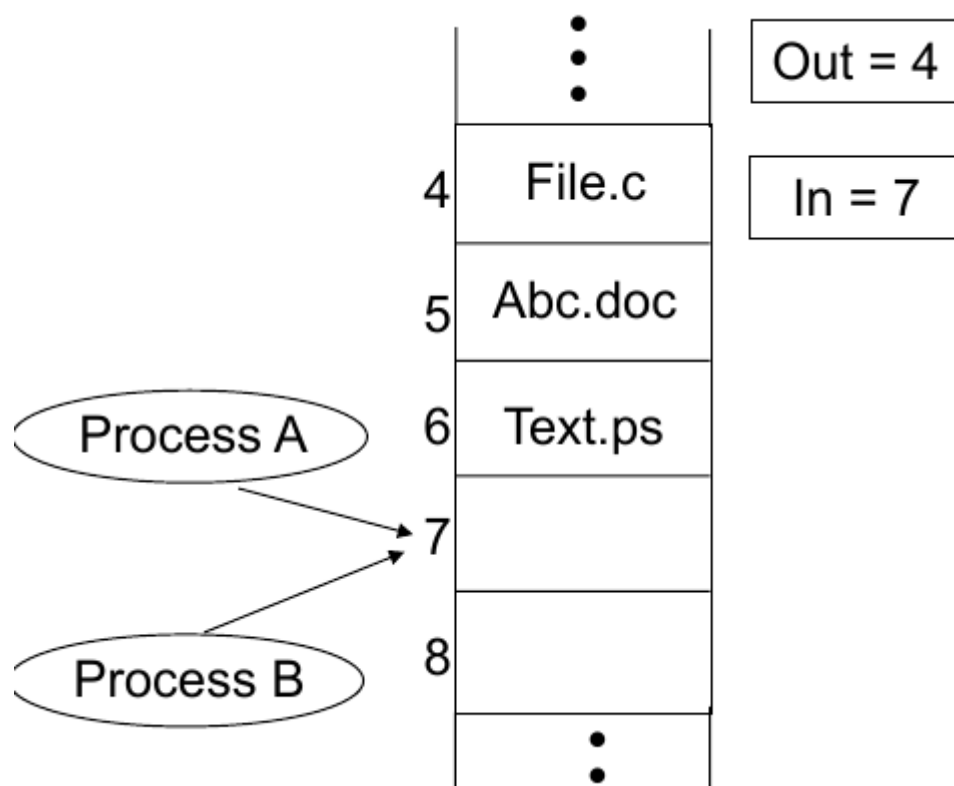 Out = 4
4 File.c
In = 7
5 Abc.doc
Process A
6 Text.ps
7
8
Process B